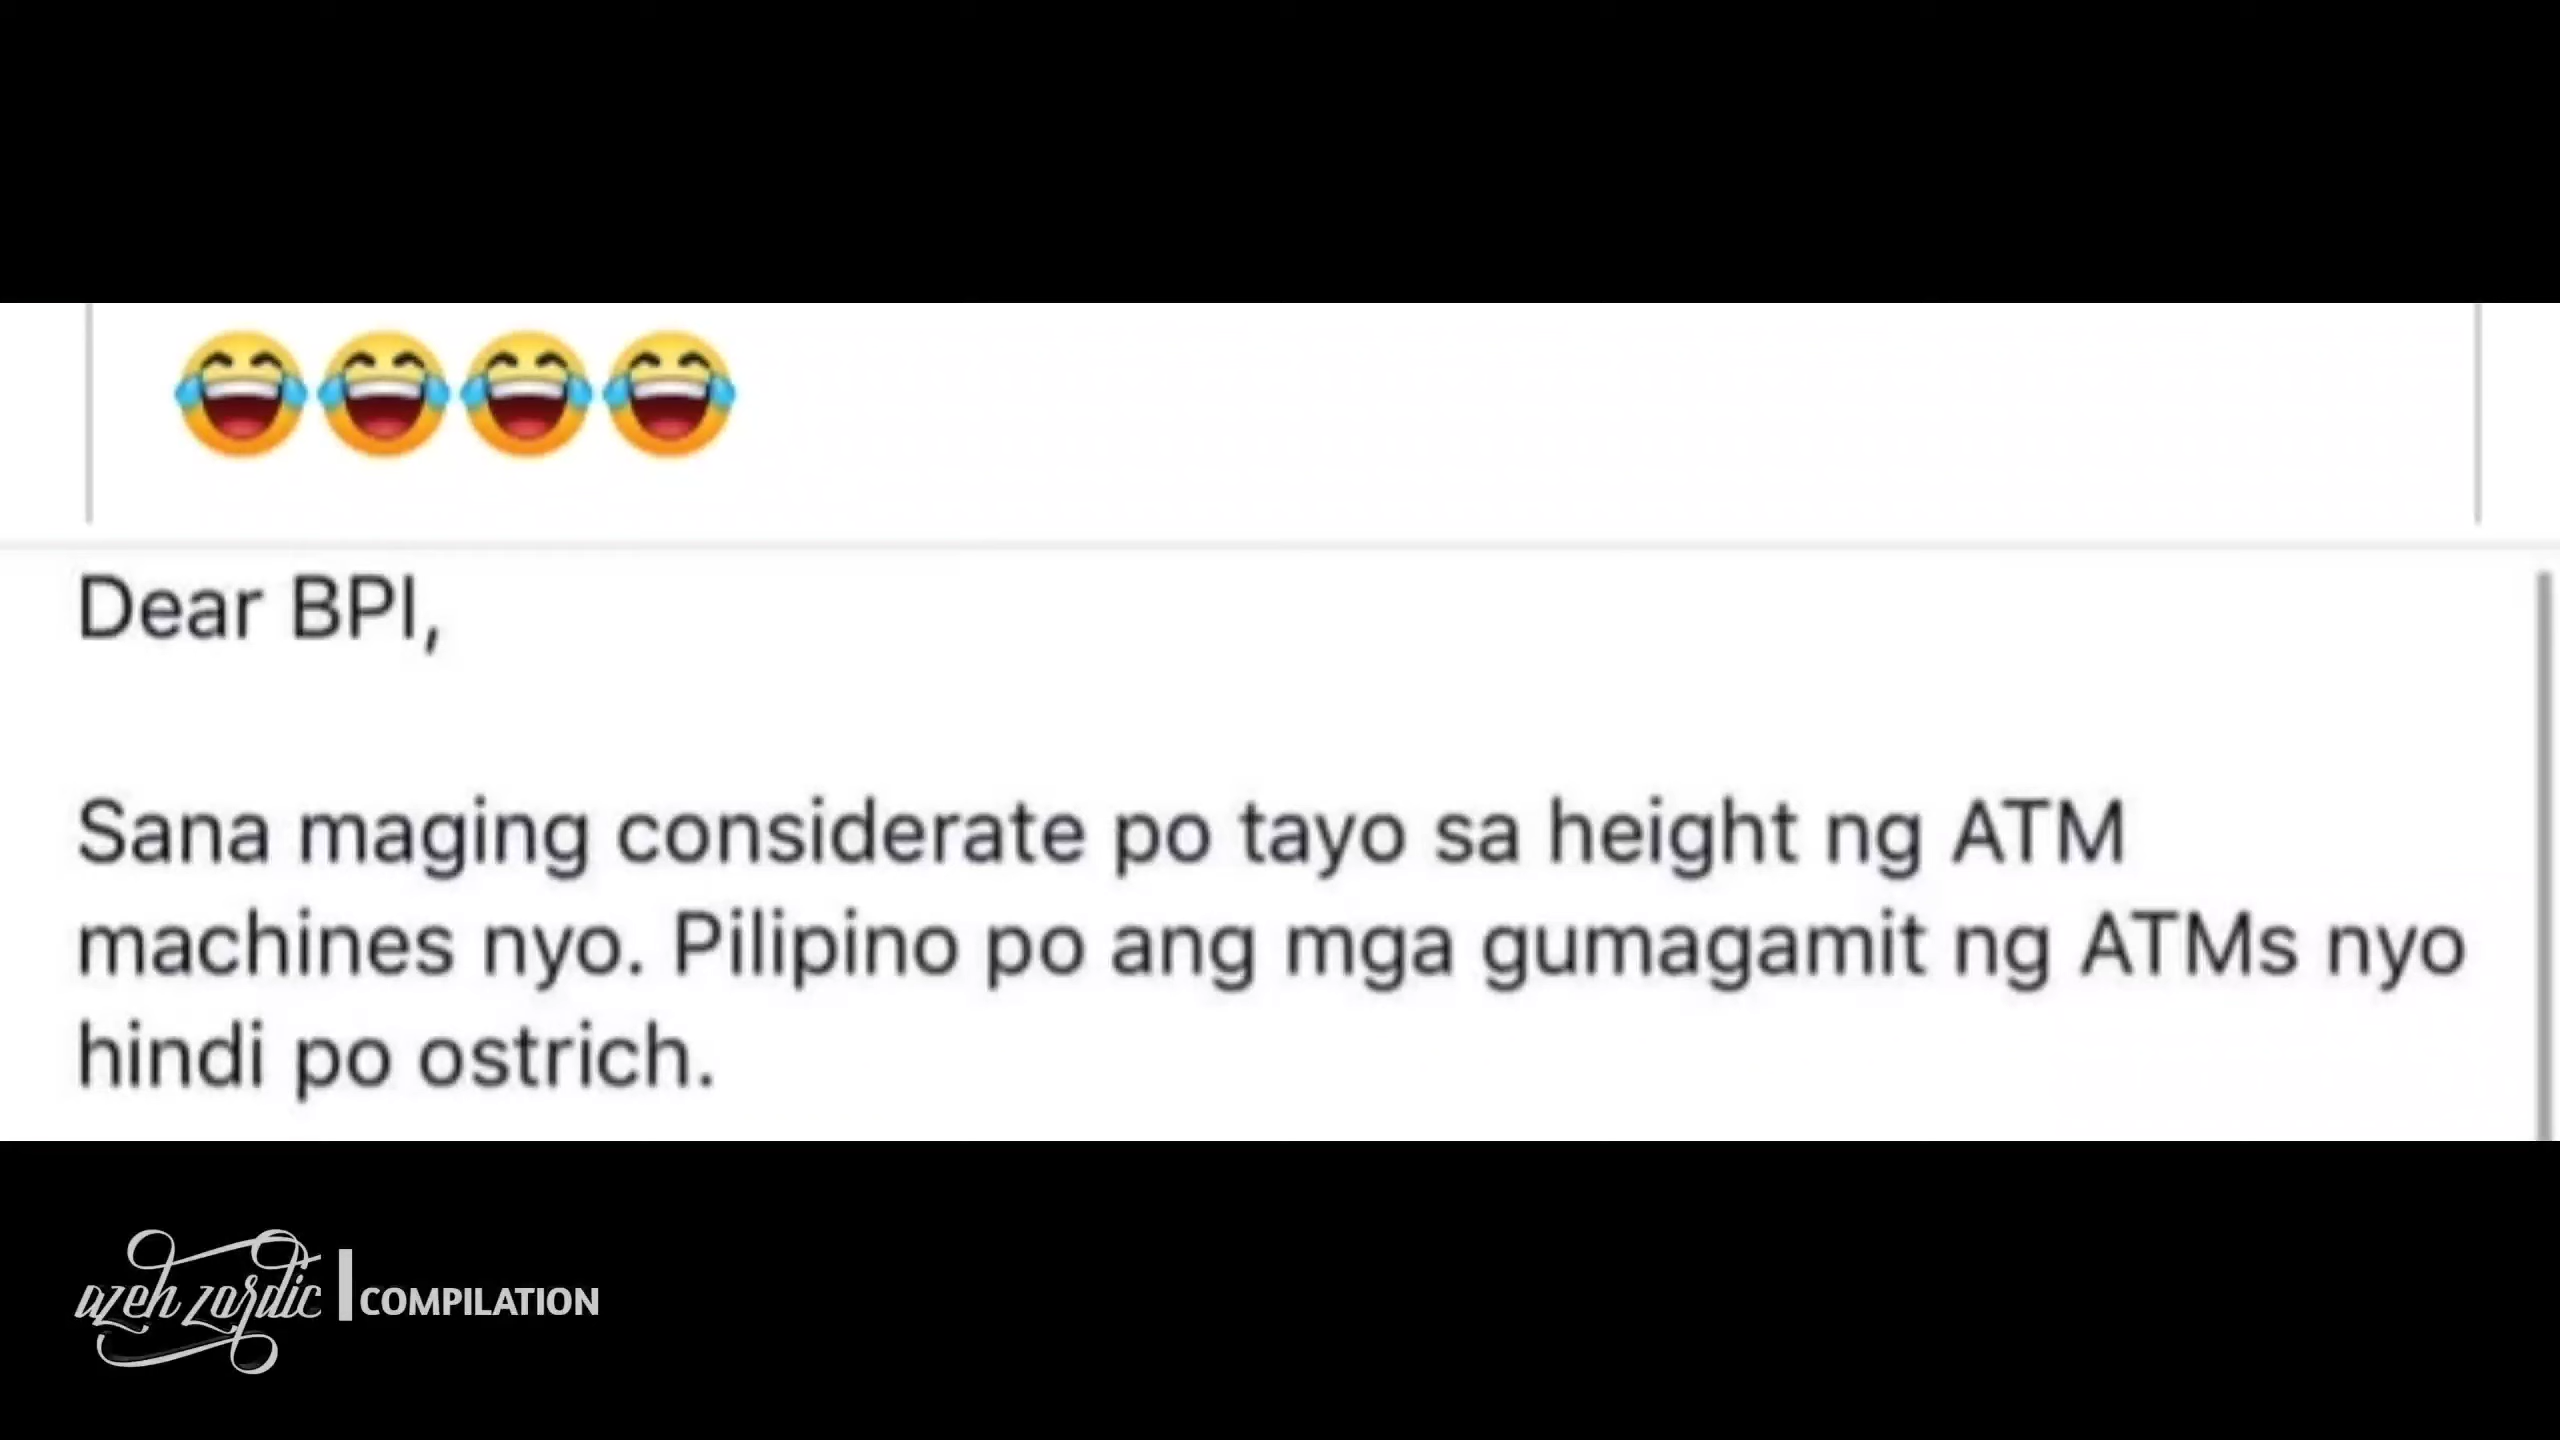 😂😂😂😂
Dear BPI,
Sana maging considerate po tayo sa height ng ATM
machines nyo. Pilipino po ang mga gumagamit ng ATMs nyo
hindi po ostrich.
azeh zardic | COMPILATION